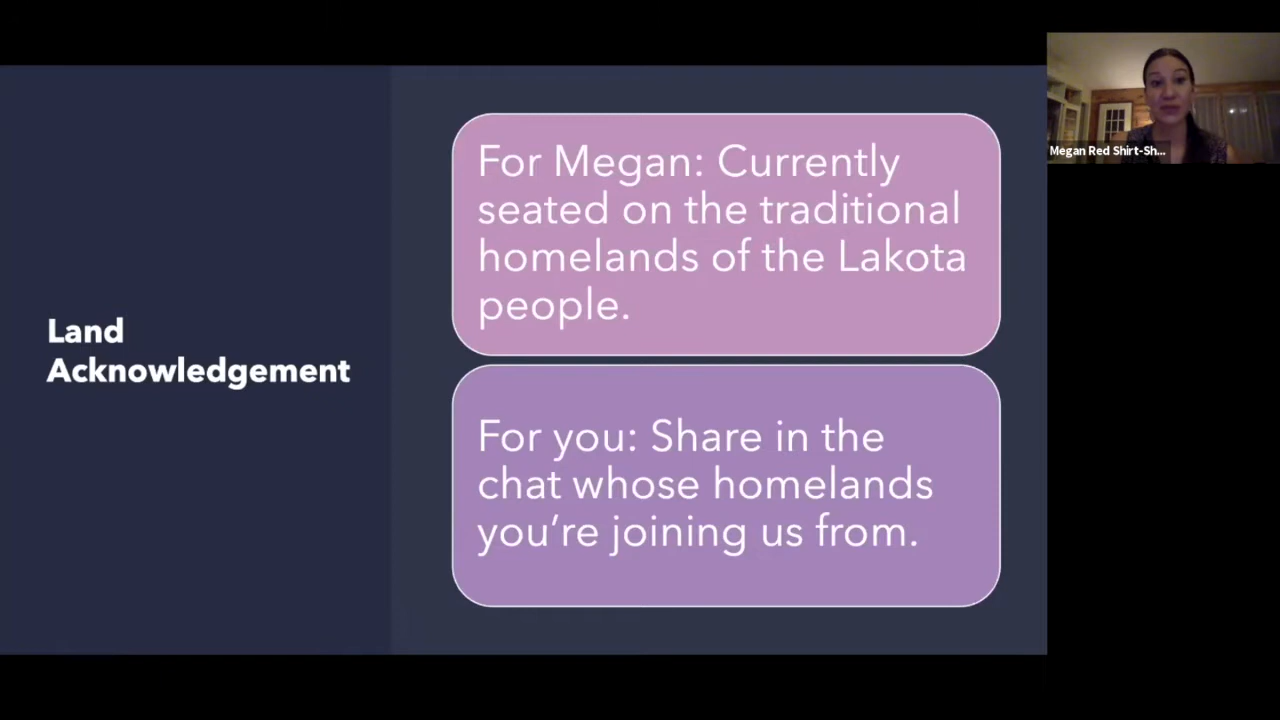 Land
Acknowledgement
For Megan: Currently
seated on the traditional
homelands of the Lakota
people.
For you: Share in the
chat whose homelands
you’re joining us from.
Megan Red Shirt-Sh...